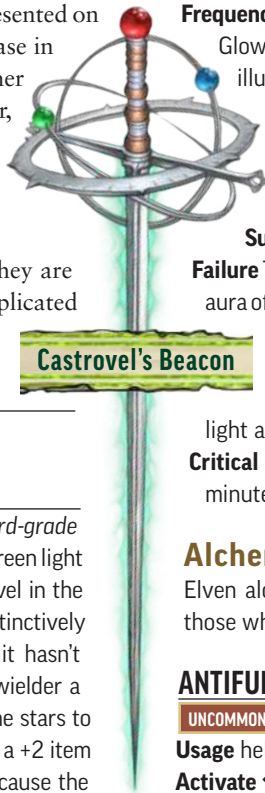 esented on
ase in
her
r,
hey are
plicated
rd-grade
reen light
vel in the
tinctively
it hasn't
wielder a
he stars to
a +2 item
cause the
Castrovel's Beacon
Frequenc
Glow
illu
Su
Failure T
aura of
light a
Critical
minute
Alcher
Elven alc
those wh
ANTIFUN
UNCOMMON
Usage he
Activate